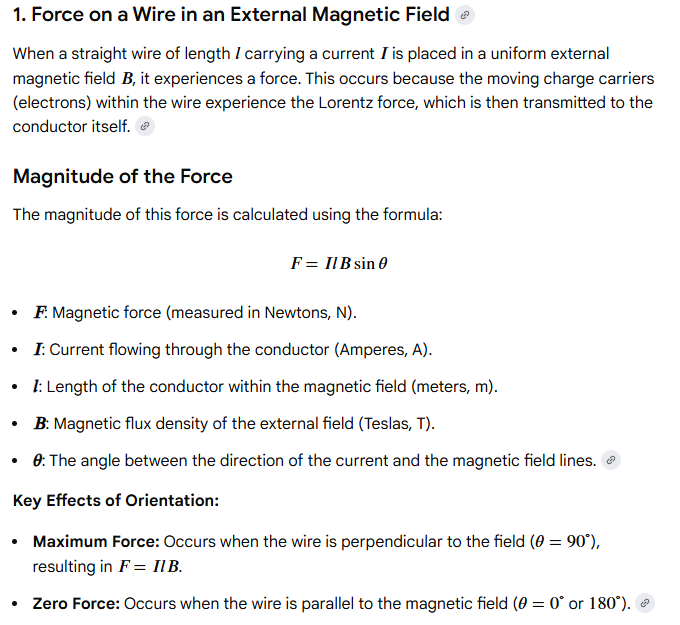 1. Force on a Wire in an External Magnetic Field
When a straight wire of length l carrying a current I is placed in a uniform external
magnetic field B, it experiences a force. This occurs because the moving charge carriers
(electrons) within the wire experience the Lorentz force, which is then transmitted to the
conductor itself.
Magnitude of the Force
The magnitude of this force is calculated using the formula:
F = IlB sin θ
• F: Magnetic force (measured in Newtons, N).
• I: Current flowing through the conductor (Amperes, A).
• l: Length of the conductor within the magnetic field (meters, m).
• B: Magnetic flux density of the external field (Teslas, T).
• θ: The angle between the direction of the current and the magnetic field lines.
Key Effects of Orientation:
• Maximum Force: Occurs when the wire is perpendicular to the field (θ = 90°),
resulting in F = IlB.
• Zero Force: Occurs when the wire is parallel to the magnetic field (θ = 0° or 180°).